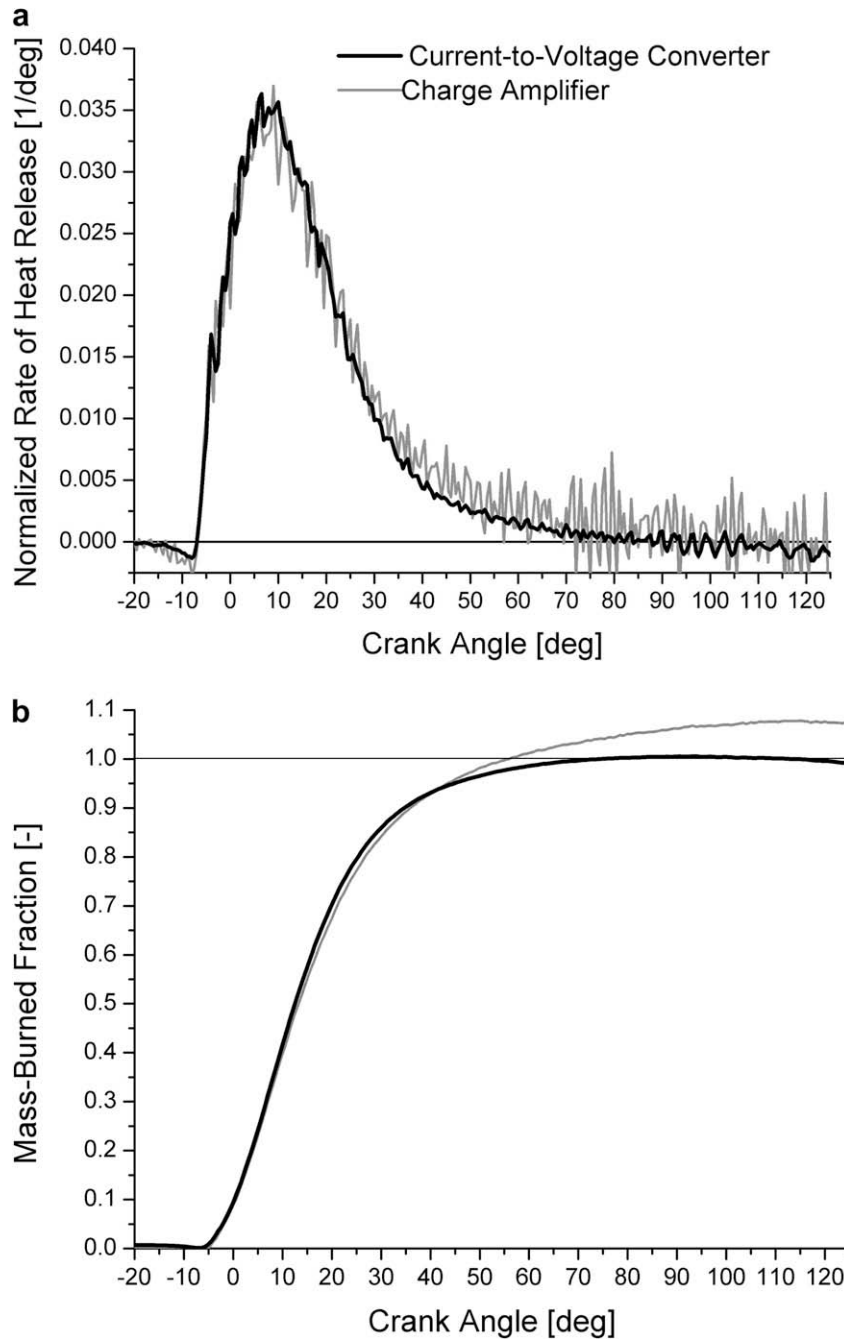 a
Current-to-Voltage Converter
Charge Amplifier
Normalized Rate of Heat Release [1/deg]
0.040
0.035
0.030
0.025
0.020
0.015
0.010
0.005
0.000
-20 -10 0 10 20 30 40 50 60 70 80 90 100 110 120
Crank Angle [deg]
b
Mass-Burned Fraction [-]
1.1
1.0
0.9
0.8
0.7
0.6
0.5
0.4
0.3
0.2
0.1
0.0
-20 -10 0 10 20 30 40 50 60 70 80 90 100 110 120
Crank Angle [deg]